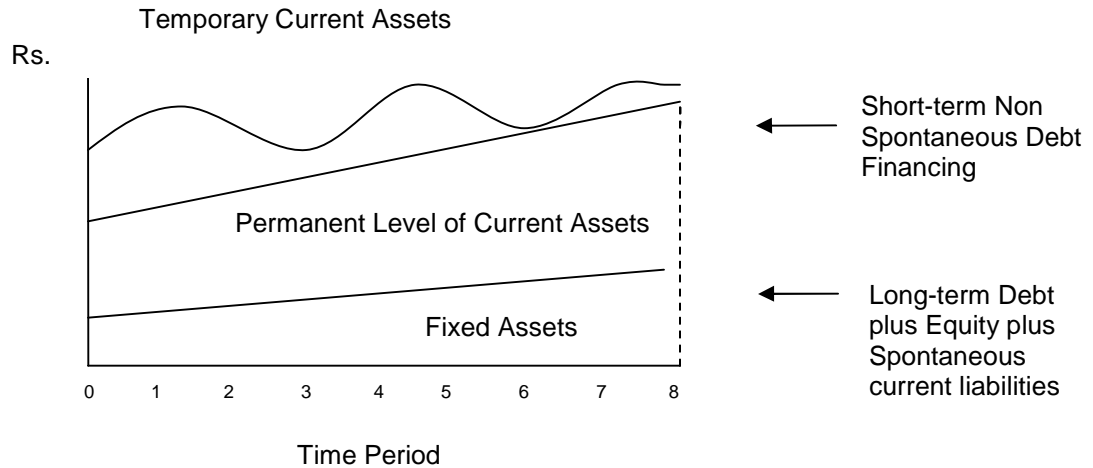 Temporary Current Assets
Rs.
Short-term Non
Spontaneous Debt
Financing
Permanent Level of Current Assets
Long-term Debt
plus Equity plus
Spontaneous
current liabilities
Fixed Assets
0 1 2 3 4 5 6 7 8
Time Period